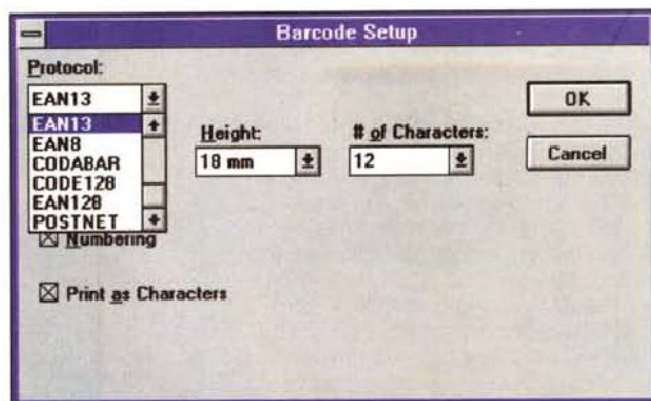 Barcode Setup
Protocol:
EAN13
EAN13
EAN8
CODABAR
CODE128
EAN128
POSTNET
Height:
18 mm
# of Characters:
12
OK
Cancel
Numbering
Print as Characters